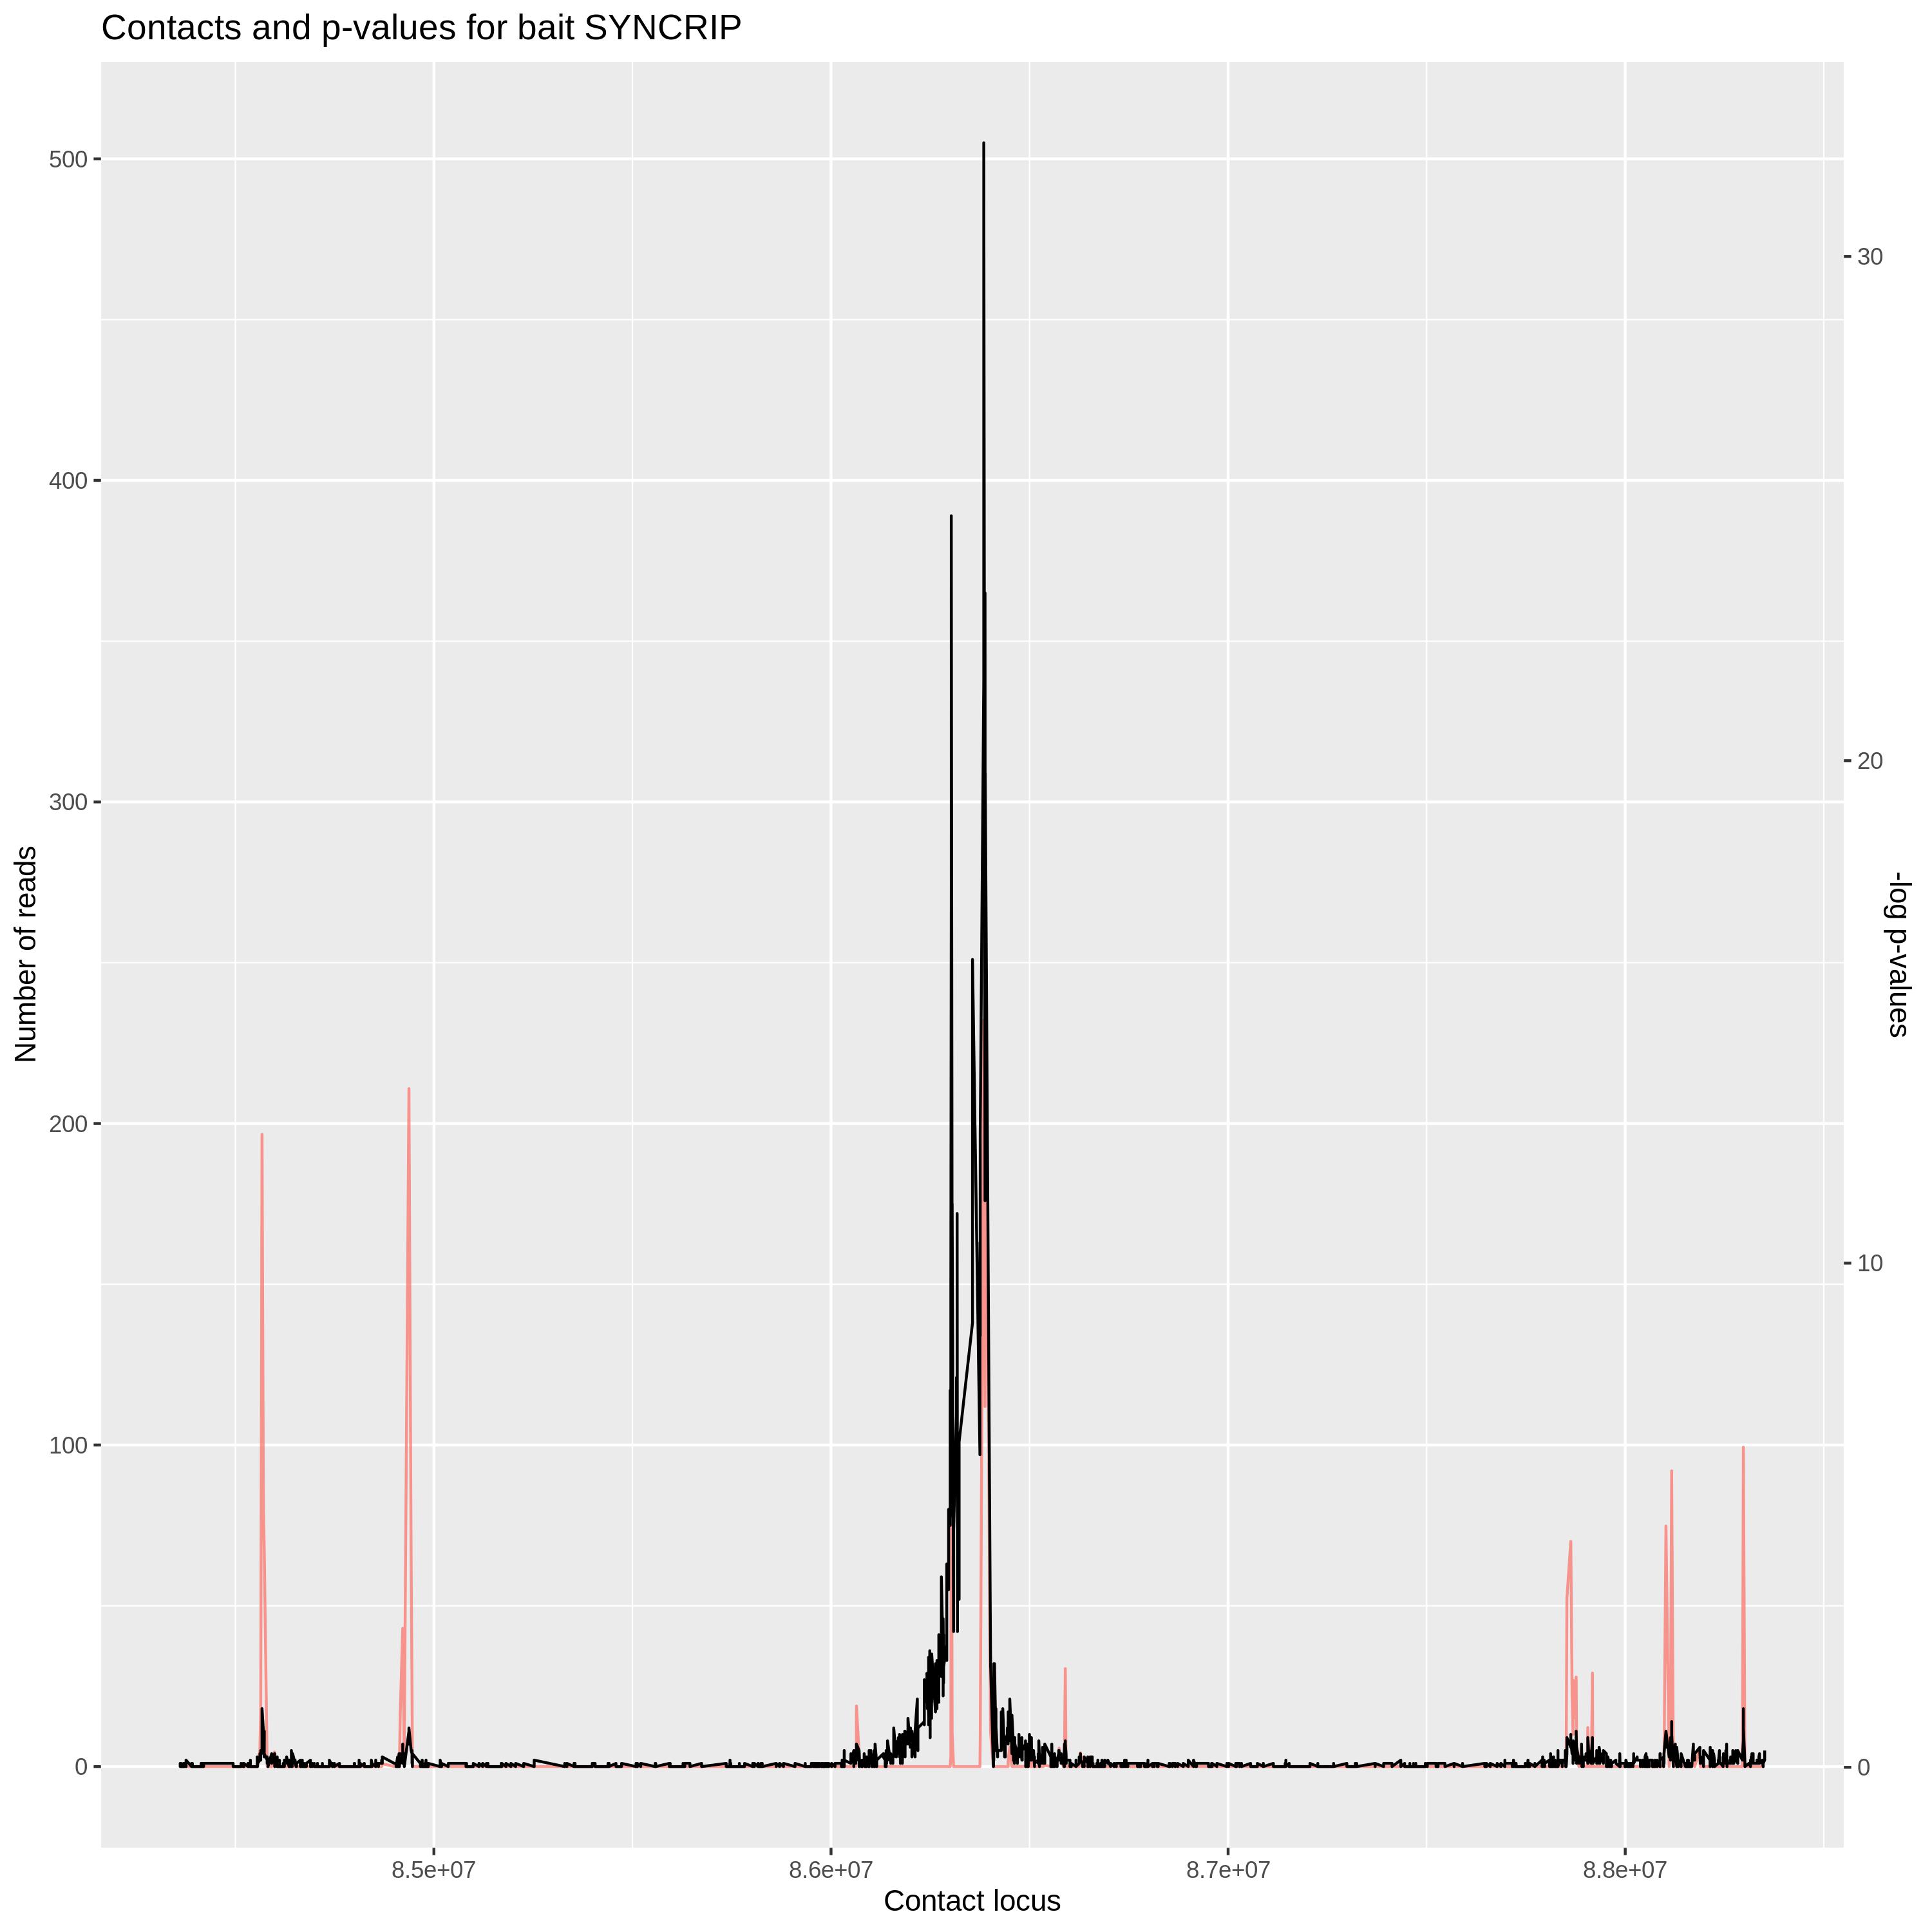 Contacts and p-values for bait SYNCRIP
500
400
300
200
100
0
Number of reads
30
20
10
0
-log p-values
8.5e+07 8.6e+07 8.7e+07 8.8e+07
Contact locus